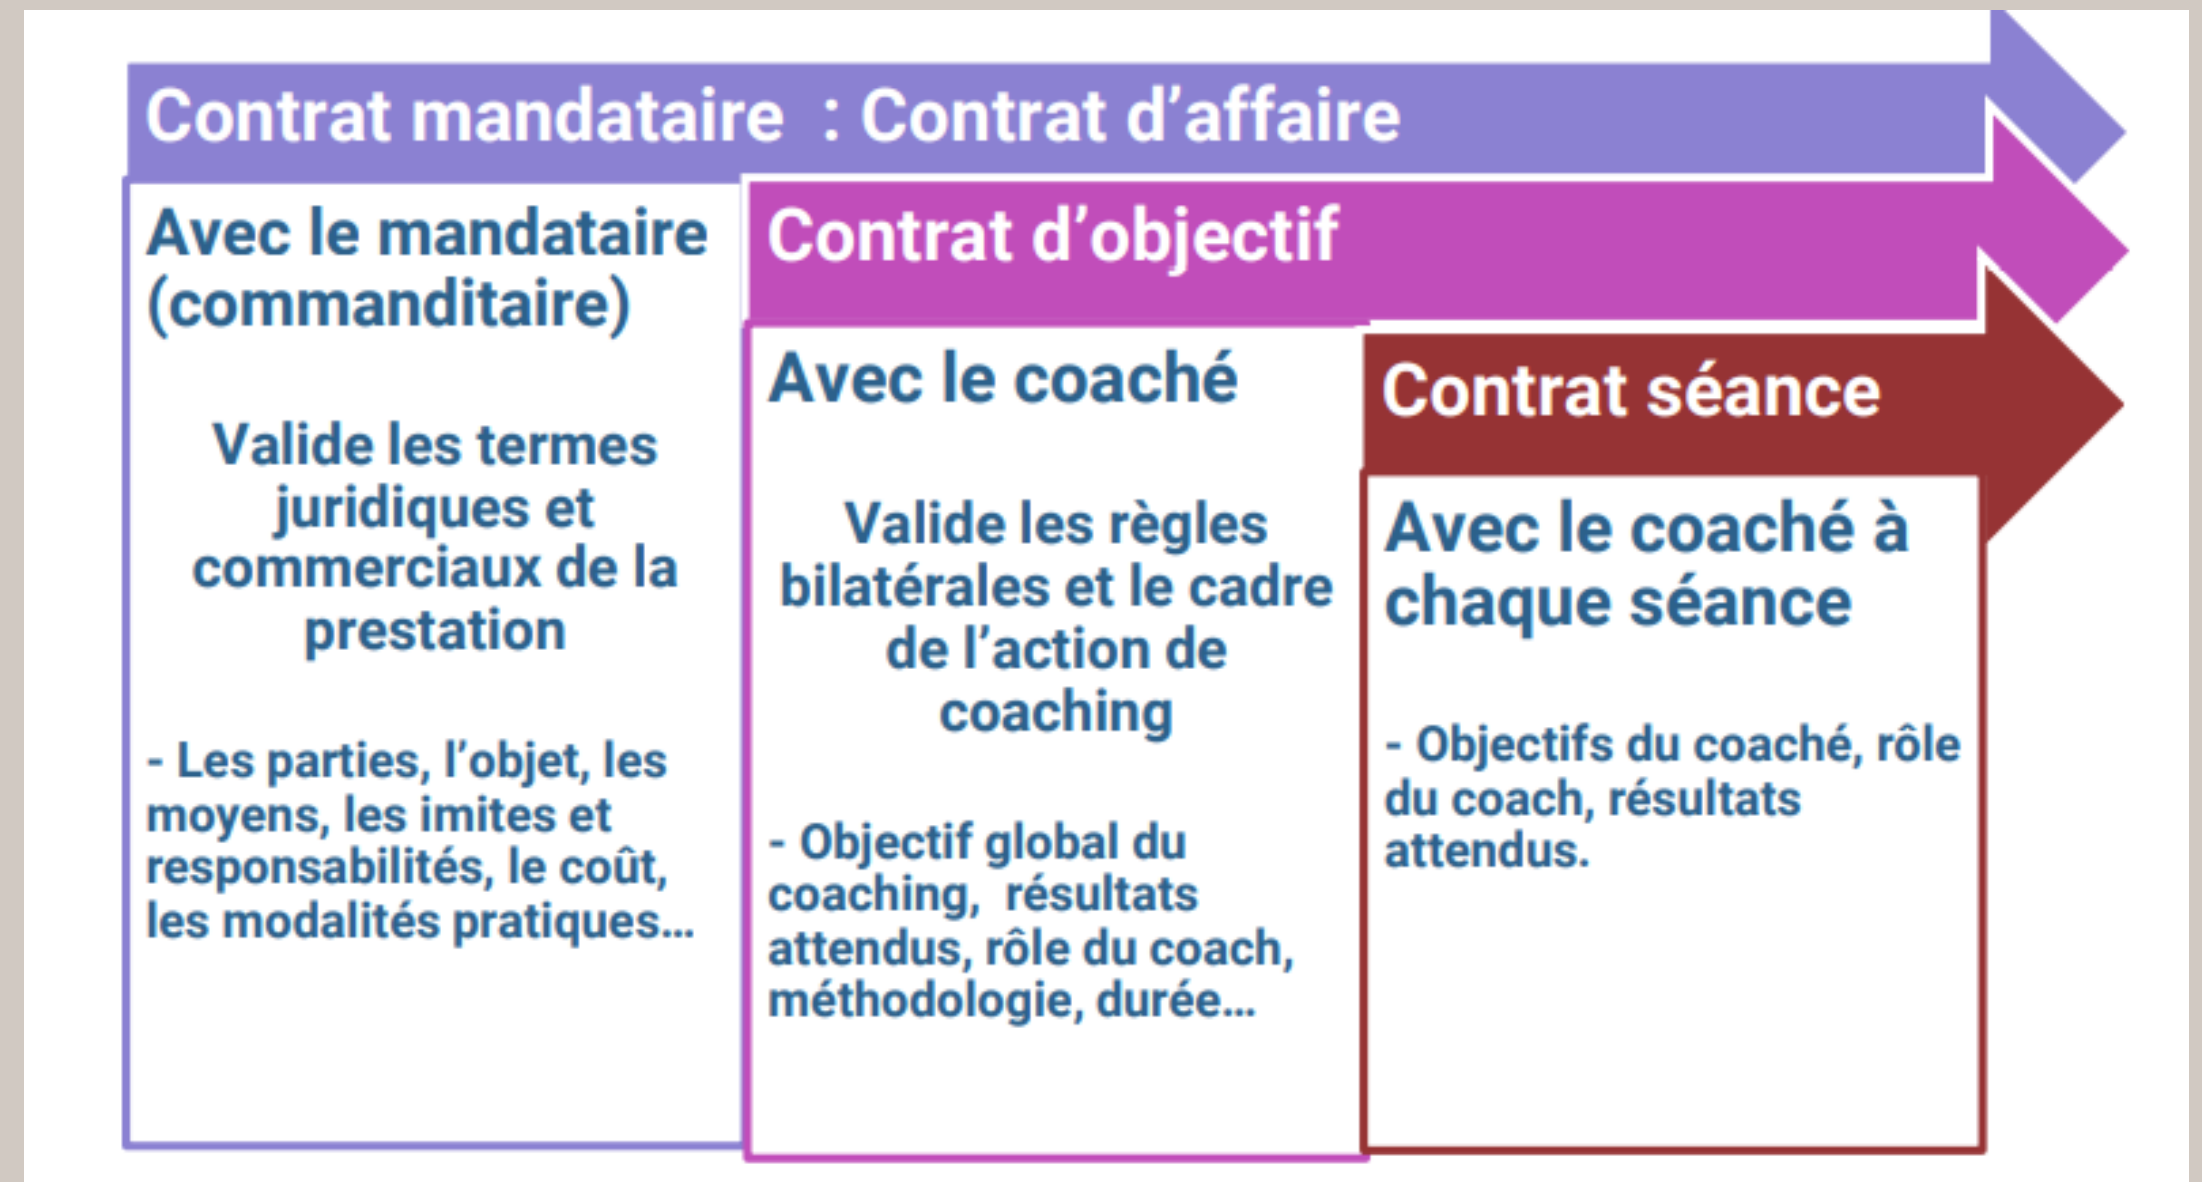 Contrat mandataire : Contrat d’affaire
Avec le mandataire
(commanditaire)
Valide les termes
juridiques et
commerciaux de la
prestation
- Les parties, l’objet, les
moyens, les imites et
responsabilités, le coût,
les modalités pratiques…
Contrat d’objectif
Avec le coaché
Valide les règles
bilatérales et le cadre
de l’action de
coaching
- Objectif global du
coaching, résultats
attendus, rôle du coach,
méthodologie, durée…
Contrat séance
Avec le coaché à
chaque séance
- Objectifs du coaché, rôle
du coach, résultats
attendus.